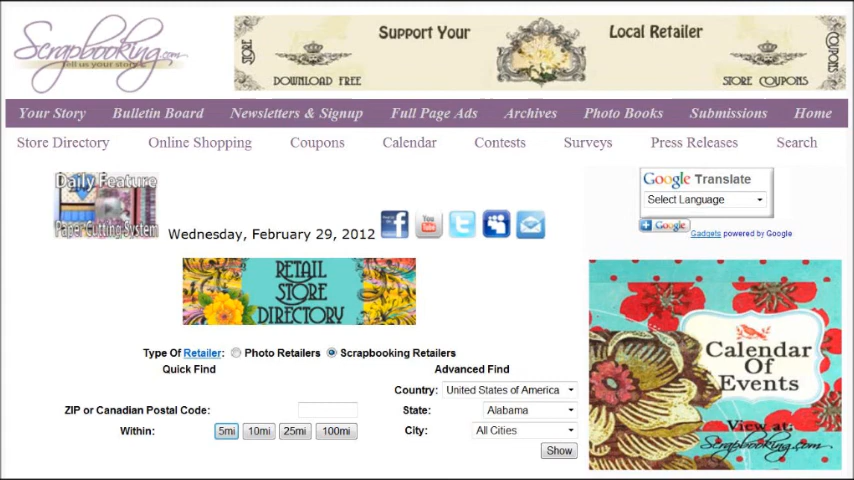 Scrapbooking.com
Tell us your story
Support Your Local Retailer
STORE
DOWNLOAD FREE
STORE COUPONS
COUPONS
Your Story Bulletin Board Newsletters & Signup Full Page Ads Archives Photo Books Submissions Home
Store Directory Online Shopping Coupons Calendar Contests Surveys Press Releases Search
Daily Feature
Paper Cutting System
Wednesday, February 29, 2012
You
Tube
Google Translate
Select Language
Google
Gadgets powered by Google
RETAIL
STORE
DIRECTORY
Type Of Retailer: Photo Retailers Scrapbooking Retailers
Quick Find
Advanced Find
Country: United States of America
ZIP or Canadian Postal Code:
State: Alabama
Within: 5mi 10mi 25mi 100mi
City: All Cities
Show
Calendar
Of
Events
View at:
Scrapbooking.com